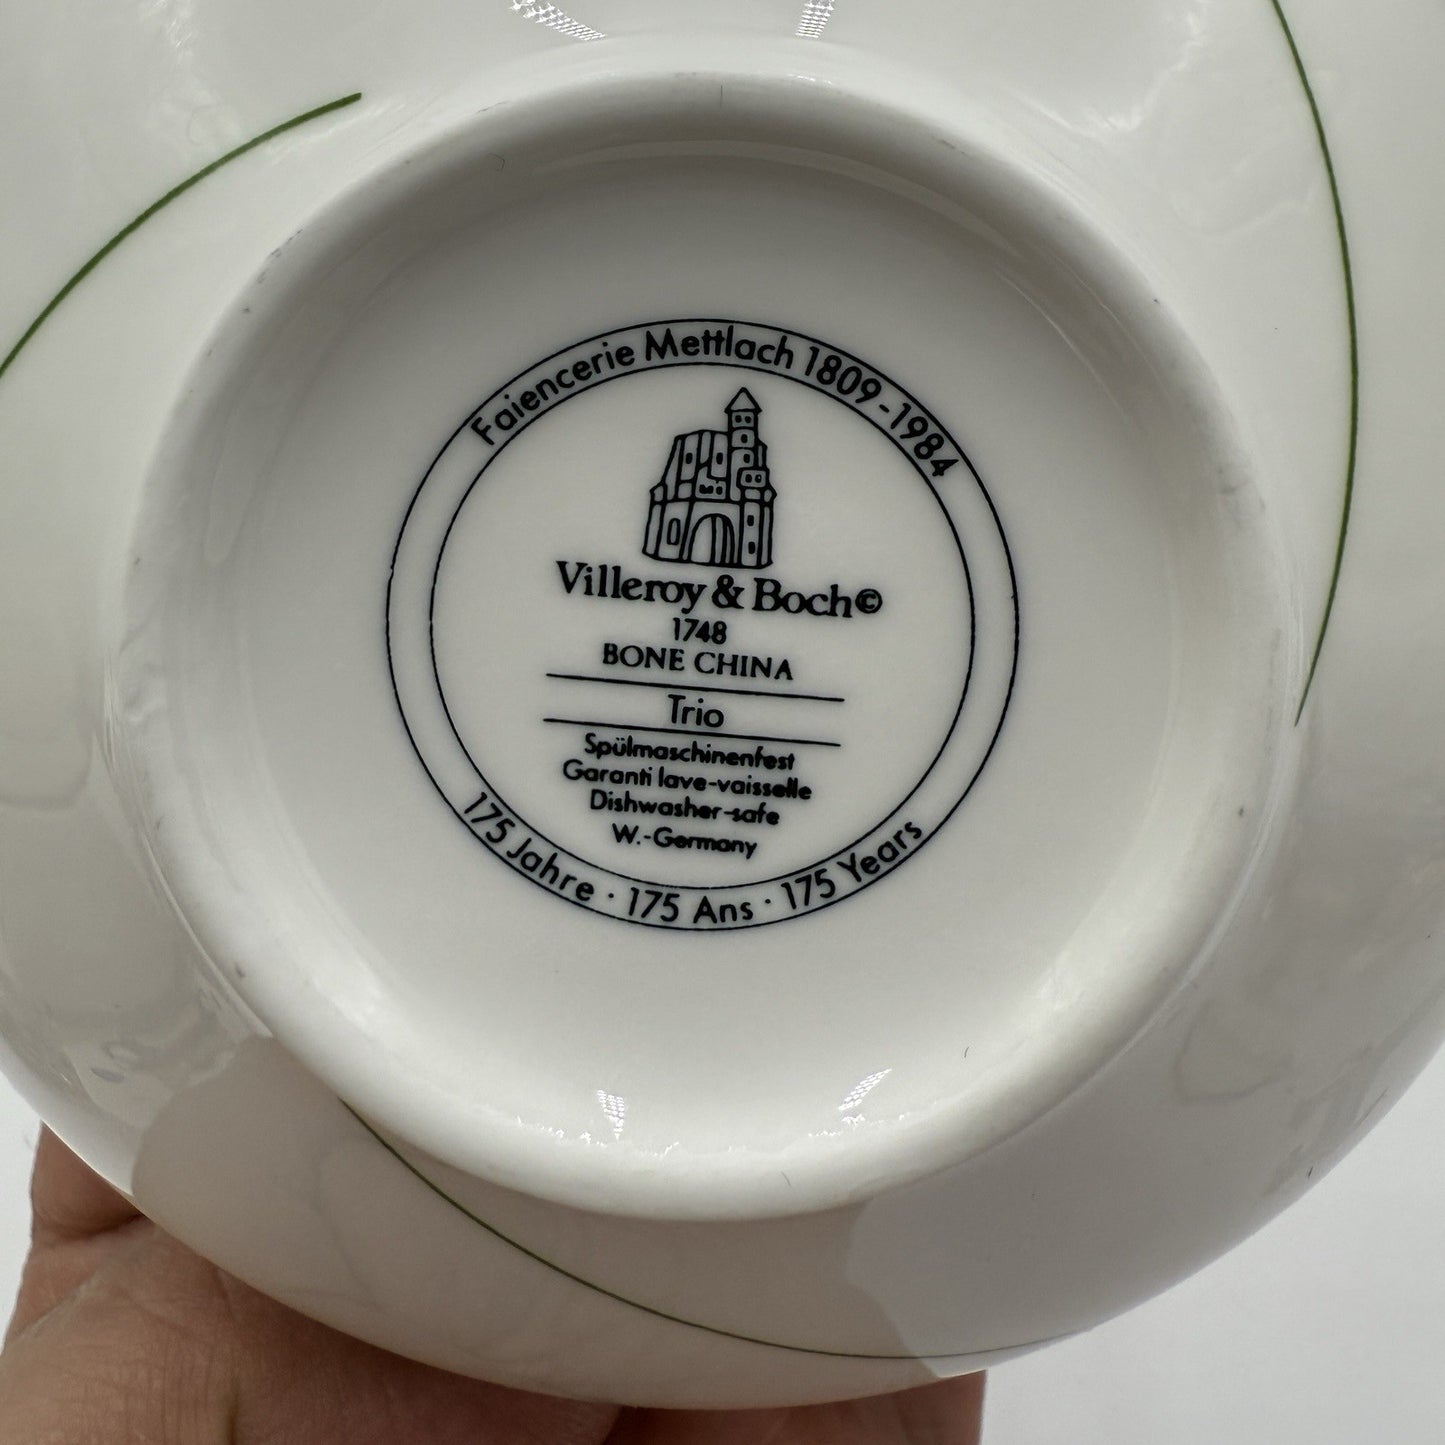 Faiencerie Mettlach 1809-1984
Villeroy & Boch©
1748
BONE CHINA
Trio
Spülmaschinenfest
Garanti lave-vaisselle
Dishwasher-safe
W.-Germany
175 Jahre · 175 Ans · 175 Years